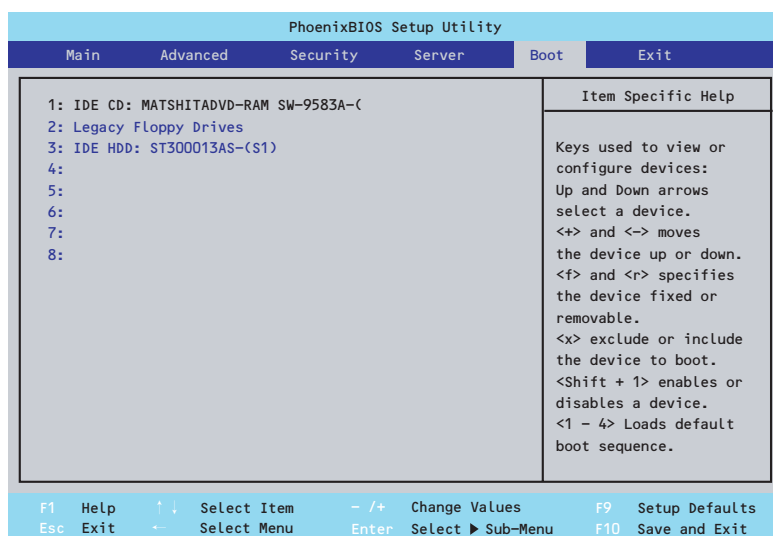 PhoenixBIOS Setup Utility
Main Advanced Security Server Boot Exit
1: IDE CD: MATSHITADVD-RAM SW-9583A-(
2: Legacy Floppy Drives
3: IDE HDD: ST300013AS-(S1)
4:
5:
6:
7:
8:
Item Specific Help
Keys used to view or
configure devices:
Up and Down arrows
select a device.
<+> and <-> moves
the device up or down.
<f> and <r> specifies
the device fixed or
removable.
<x> exclude or include
the device to boot.
<Shift + 1> enables or
disables a device.
<1 - 4> Loads default
boot sequence.
F1 Help ↑↓ Select Item - /+ Change Values F9 Setup Defaults
Esc Exit ← Select Menu Enter Select ▶ Sub-Menu F10 Save and Exit